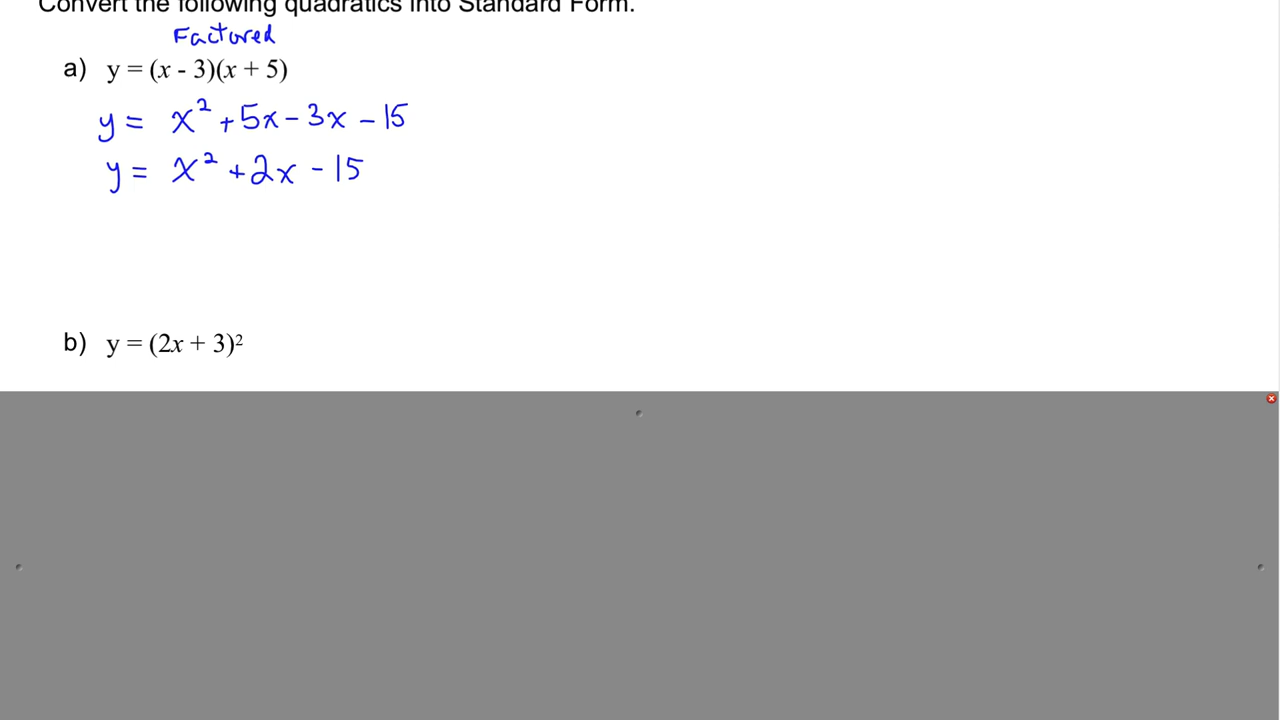 Convert the following quadratics into Standard Form.
Factored
a) y = (x - 3)(x + 5)
y = x² + 5x - 3x - 15
y = x² + 2x - 15
b) y = (2x + 3)²